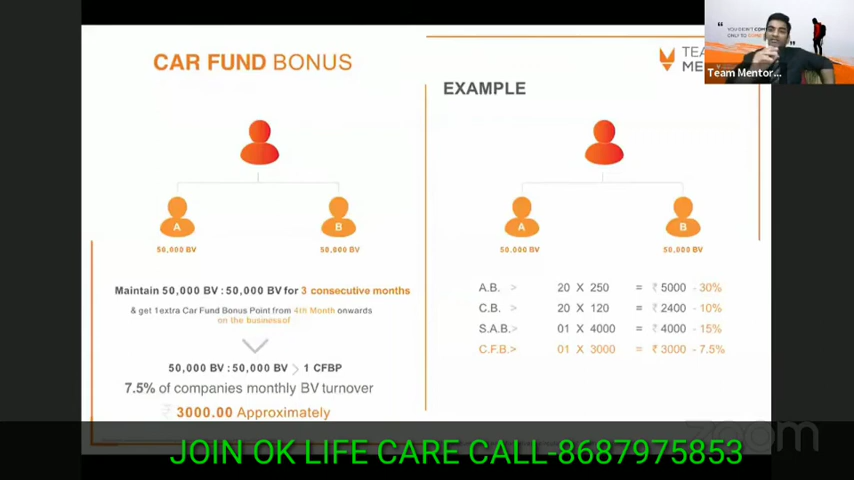 CAR FUND BONUS
A
B
50,000 BV
50,000 BV
Maintain 50,000 BV : 50,000 BV for 3 consecutive months
& get 1extra Car Fund Bonus Point from 4th Month onwards
on the business of
50,000 BV : 50,000 BV > 1 CFBP
7.5% of companies monthly BV turnover
₹ 3000.00 Approximately
EXAMPLE
A
B
50,000 BV
50,000 BV
A.B. > 20 X 250 = ₹ 5000 - 30%
C.B. > 20 X 120 = ₹ 2400 - 10%
S.A.B.> 01 X 4000 = ₹ 4000 - 15%
C.F.B.> 01 X 3000 = ₹ 3000 - 7.5%
Team Mentor...
zoom
JOIN OK LIFE CARE CALL-8687975853